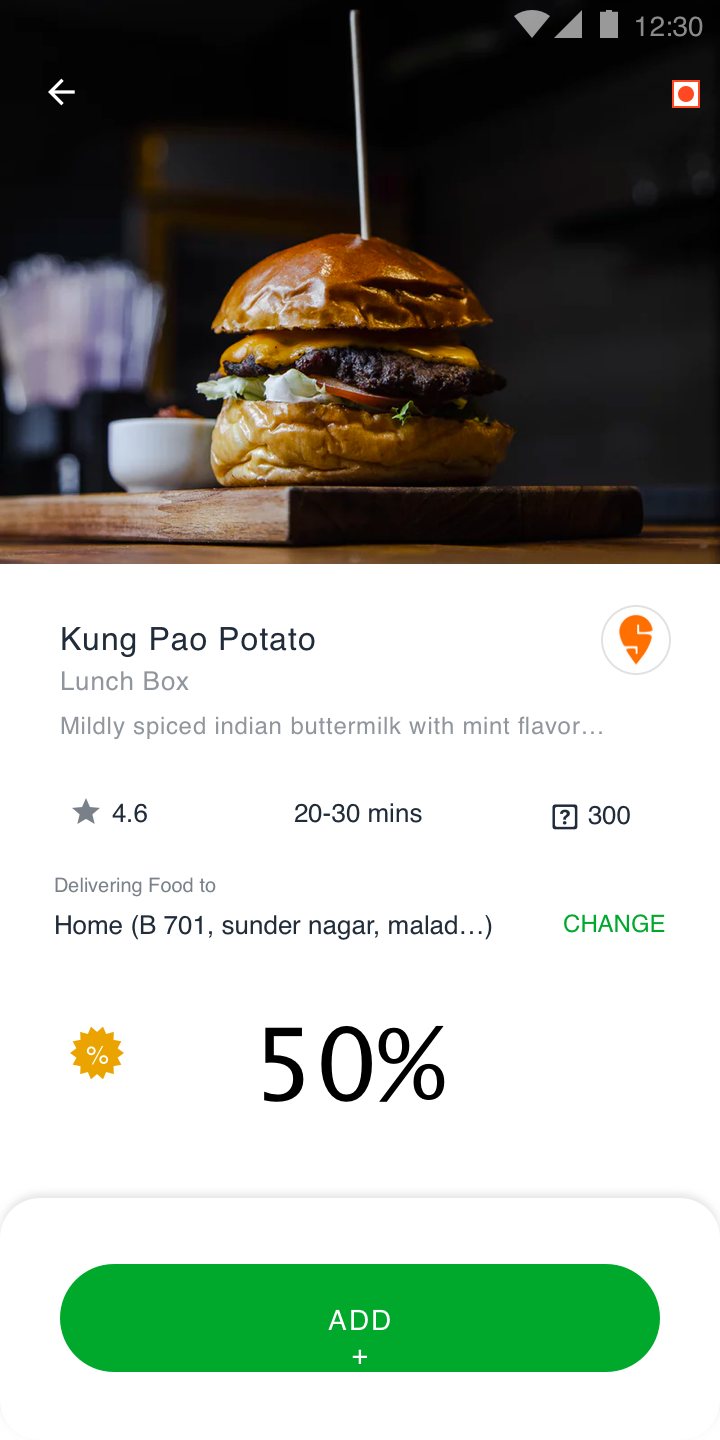 12:30
Kung Pao Potato
Lunch Box
Mildly spiced indian buttermilk with mint flavor...
4.6
20-30 mins
? 300
Delivering Food to
Home (B 701, sunder nagar, malad...)
CHANGE
%
50%
ADD
+